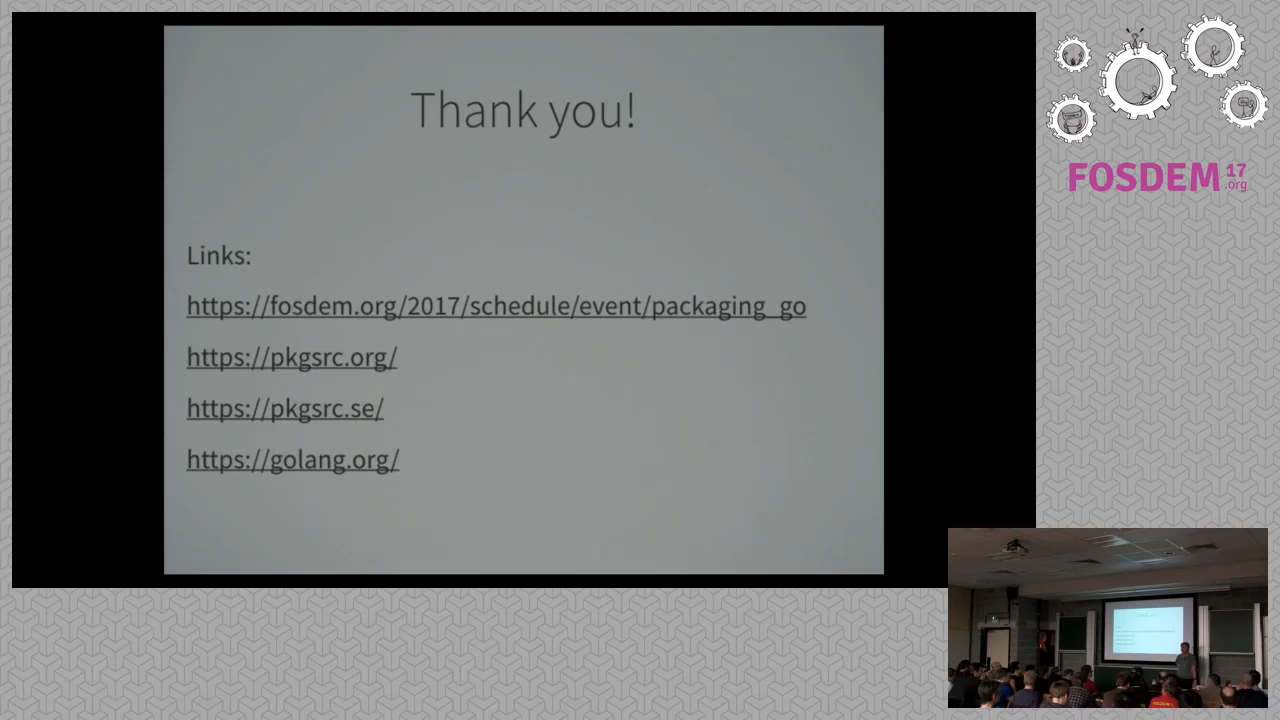 Thank you!
Links:
https://fosdem.org/2017/schedule/event/packaging_go
https://pkgsrc.org/
https://pkgsrc.se/
https://golang.org/
FOSDEM 17
.org